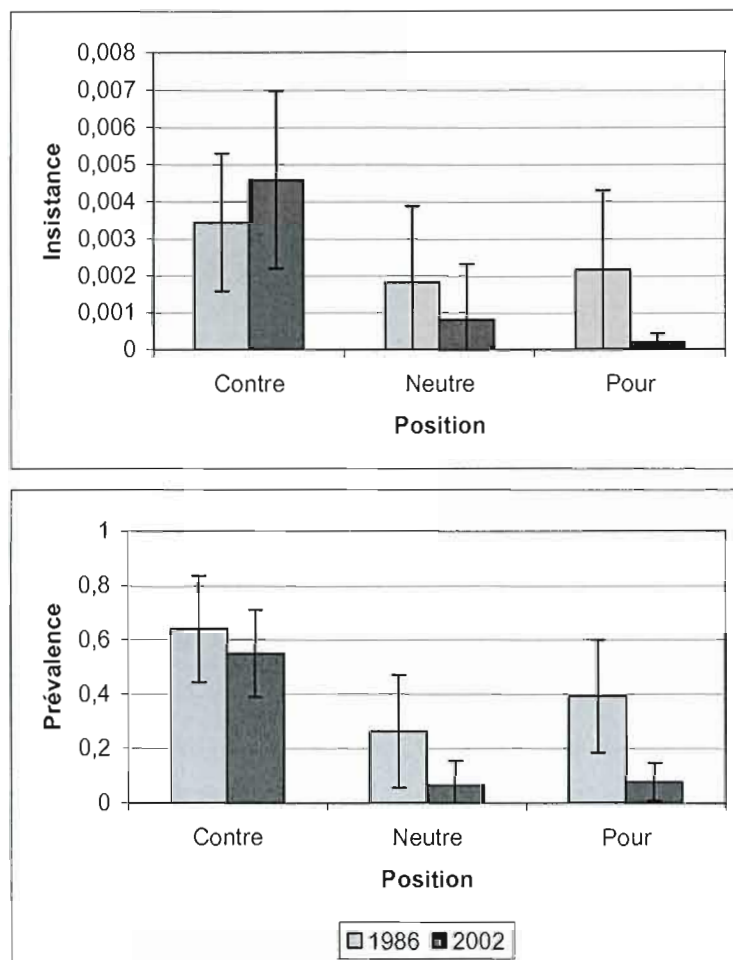 0,008
0,007
0,006
0,005
0,004
0,003
0,002
0,001
0
Insistance
Contre Neutre Pour
Position
1
0,8
0,6
0,4
0,2
0
Prévalence
Contre Neutre Pour
Position
1986 2002